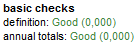 basic checks
definition: Good (0,000)
annual totals: Good (0,000)